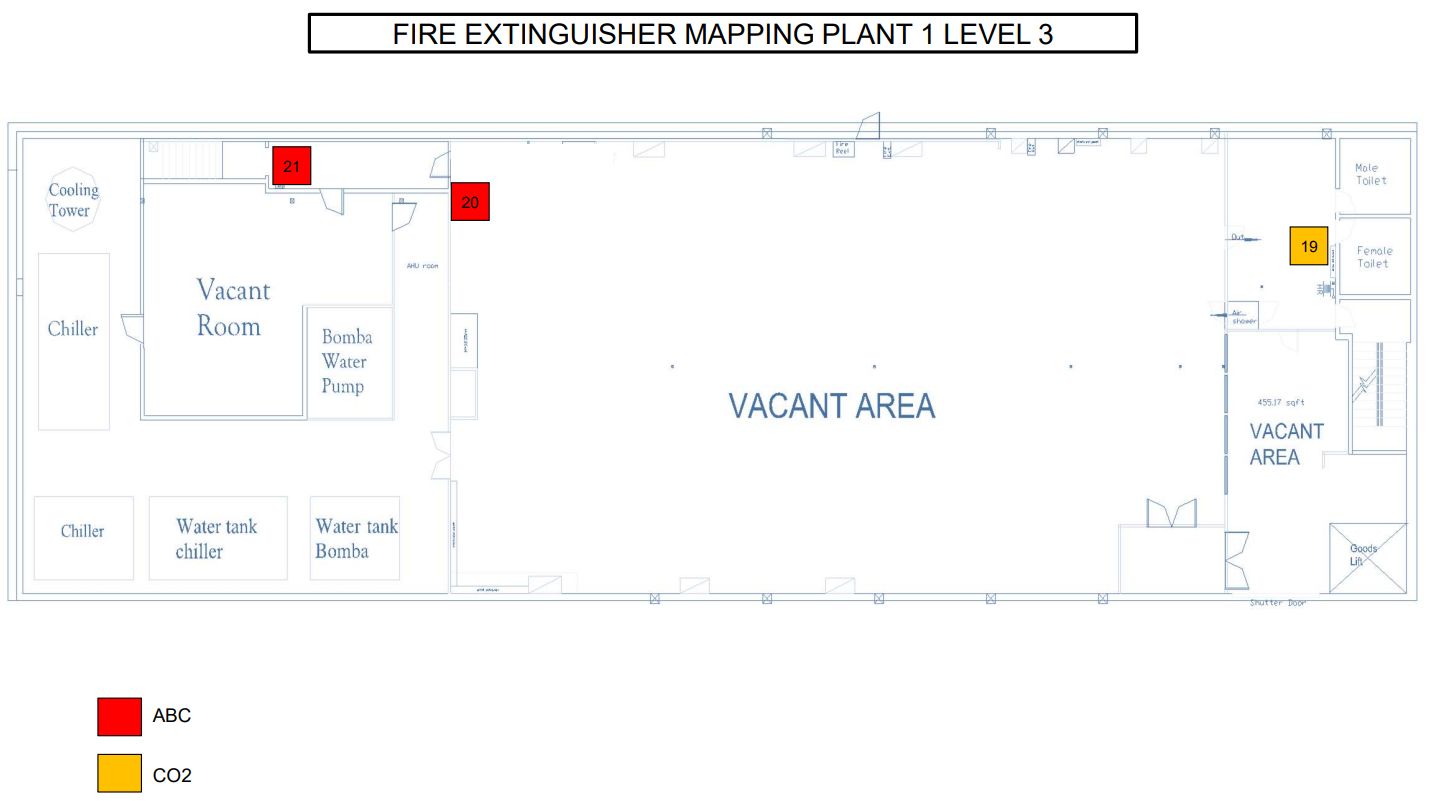 FIRE EXTINGUISHER MAPPING PLANT 1 LEVEL 3
21
20
19
Cooling
Tower
Chiller
Vacant
Room
Bomba
Water
Pump
AHU room
Fire
Reel
Male
Toilet
Female
Toilet
Out
Air
shower
VACANT AREA
455.17 sqft
VACANT
AREA
Chiller
Water tank
chiller
Water tank
Bomba
Goods
Lift
Shutter Door
ABC
CO2